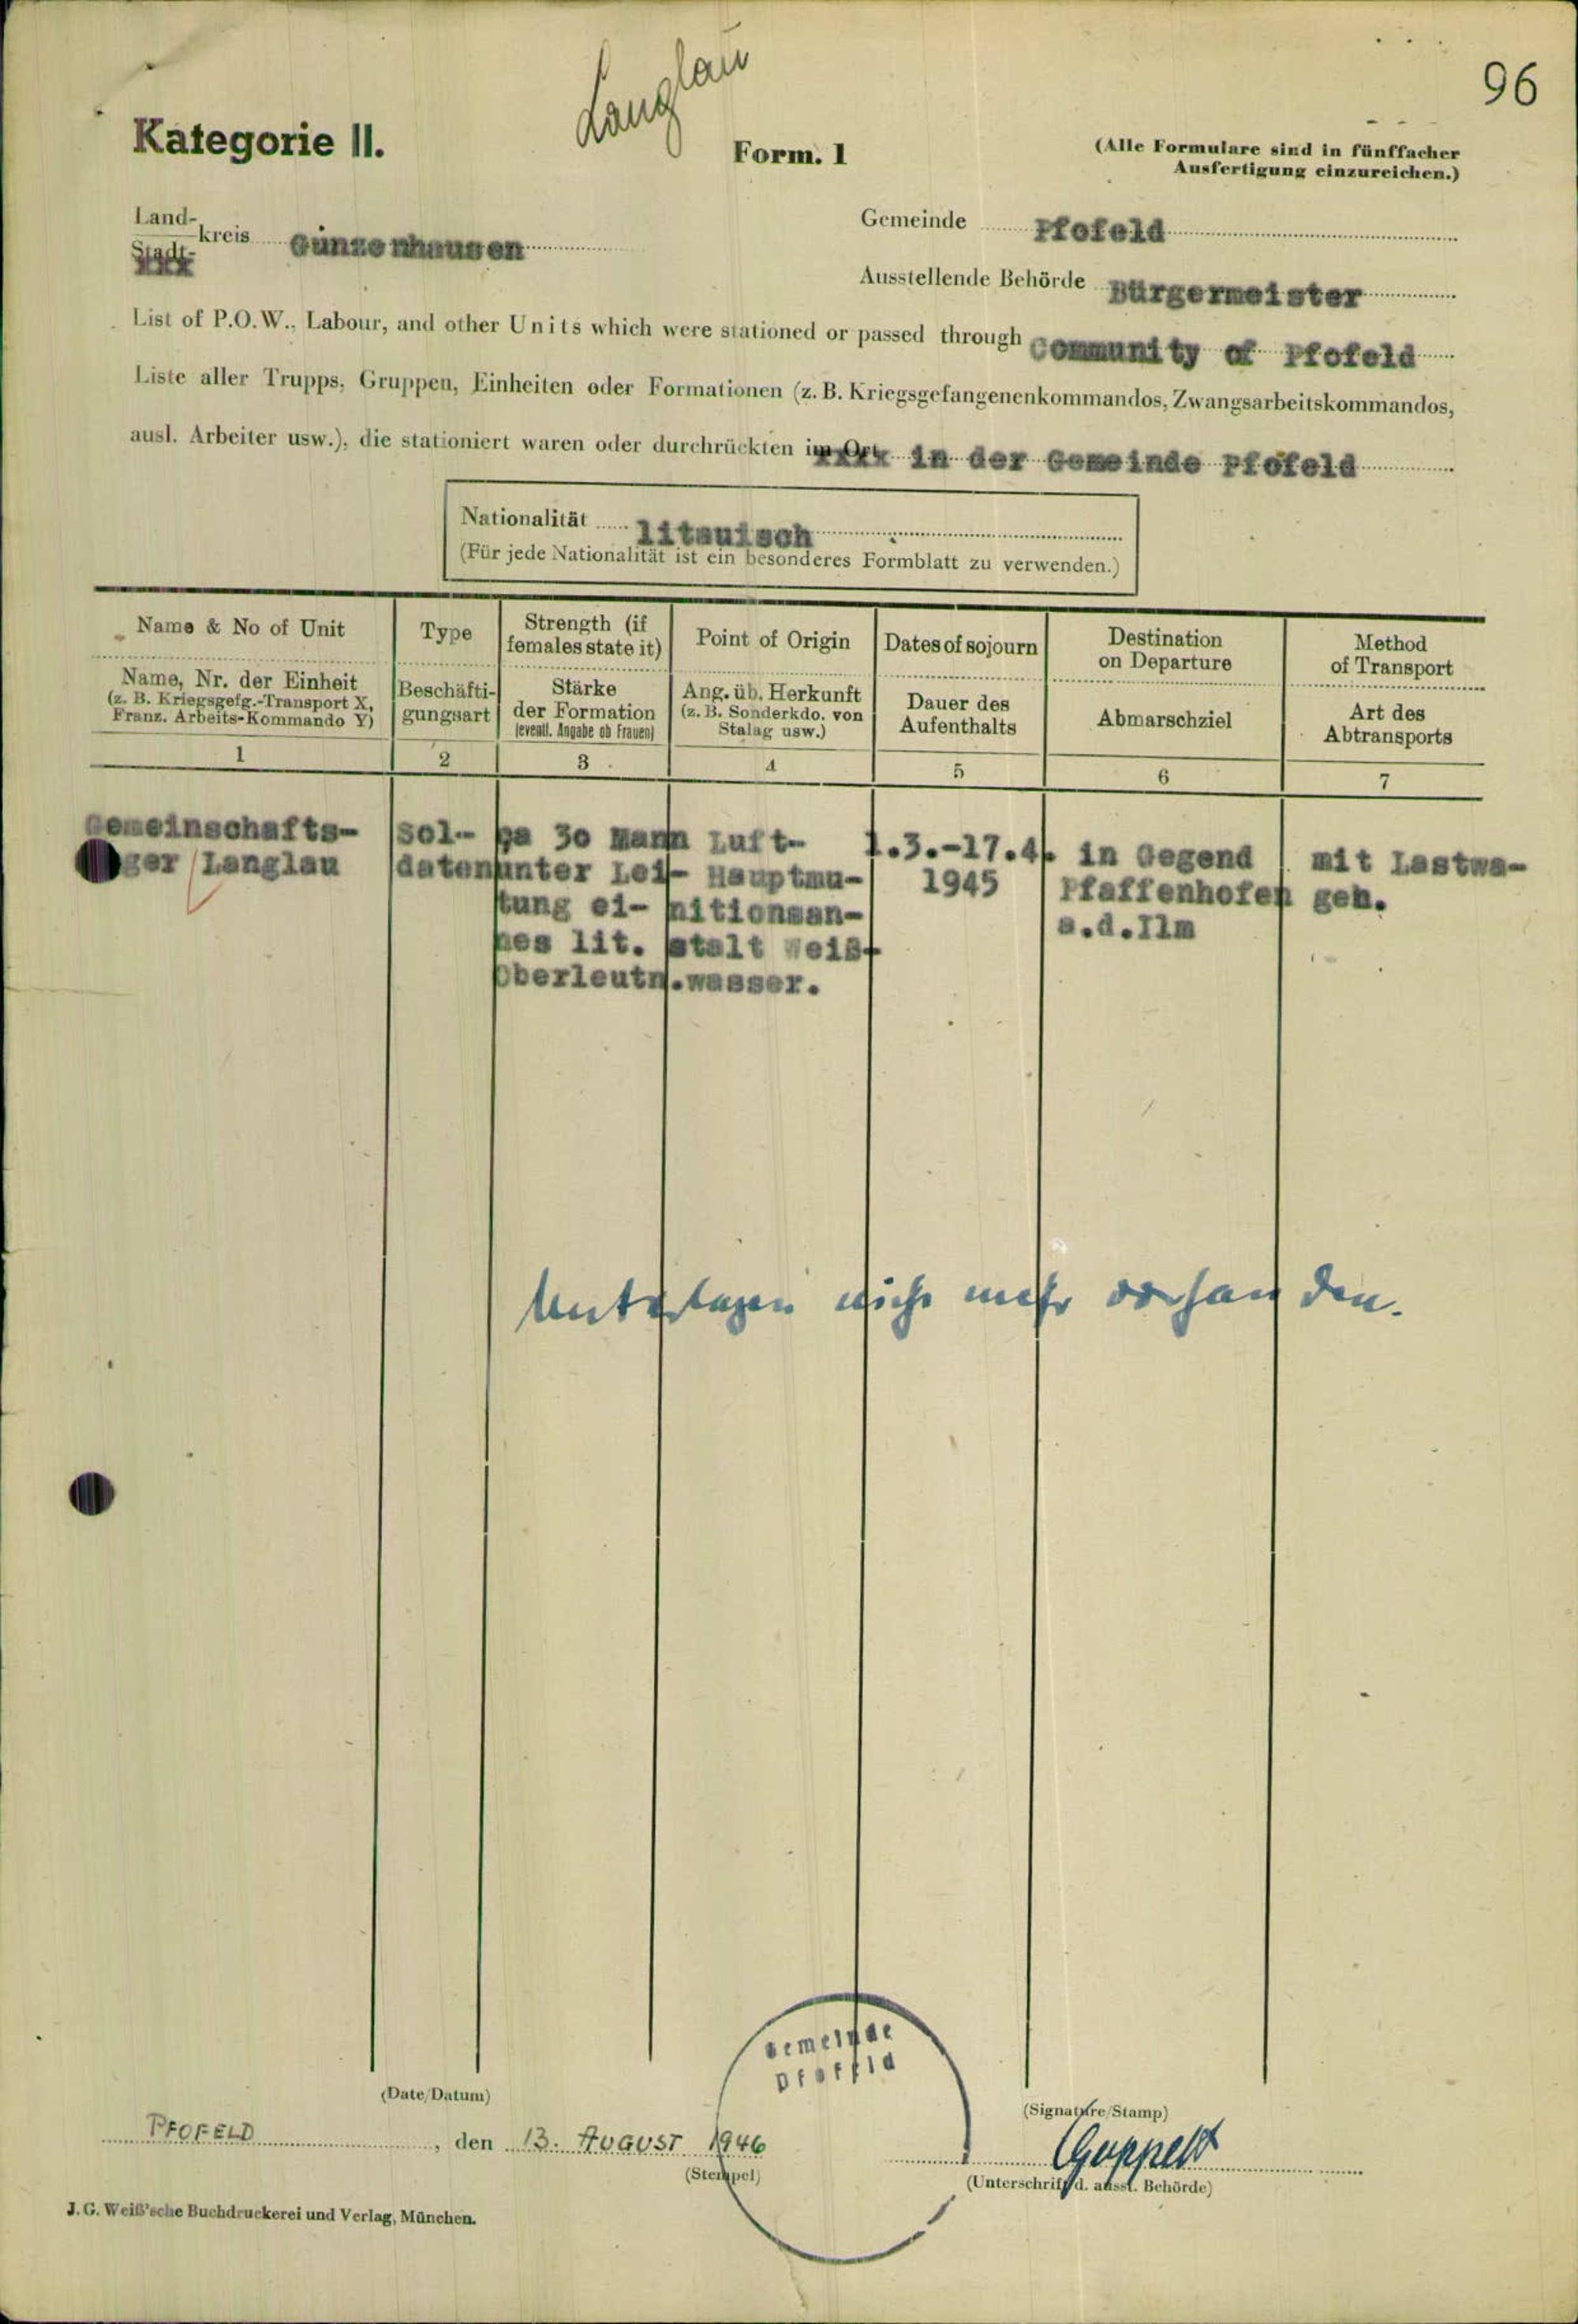 Langlau
96
Kategorie II.
Form. 1
(Alle Formulare sind in fünffacher
Ausfertigung einzureichen.)
Land-
Stadt-
kreis Günzenhausen
Gemeinde Pfofeld
Ausstellende Behörde Bürgermeister
List of P.O.W., Labour, and other Units which were stationed or passed through Community of Pfofeld
Liste aller Trupps, Gruppen, Einheiten oder Formationen (z. B. Kriegsgefangenenkommandos, Zwangsarbeitskommandos,
ausl. Arbeiter usw.), die stationiert waren oder durchrückten im Ort in der Gemeinde Pfofeld
Nationalität litauisch
(Für jede Nationalität ist ein besonderes Formblatt zu verwenden.)
Name & No of Unit
Name, Nr. der Einheit
(z. B. Kriegsgefg.-Transport X,
Franz. Arbeits-Kommando Y)
1
Type
Beschäfti-
gungsart
2
Strength (if
females state it)
Stärke
der Formation
(eventl. Angabe ob Frauen)
3
Point of Origin
Ang. üb. Herkunft
(z. B. Sonderkdo. von
Stalag usw.)
4
Dates of sojourn
Dauer des
Aufenthalts
5
Destination
on Departure
Abmarschziel
6
Method
of Transport
Art des
Abtransports
7
Gemeinschafts-
ger Langlau
Sol-
daten
ca 30 Mann
unter Lei-
tung ei-
nes lit.
Oberleutn.
Luft-
Hauptmu-
nitionsan-
stalt Weiß-
wasser.
1.3.-17.4.
1945
in Gegend
Pfaffenhofen
a.d.Ilm
mit Lastwa-
gen.
Unterlagen nicht mehr vorhanden.
Gemeinde
Pfofeld
(Date/Datum)
PFOFELD, den 13. AUGUST 1946
(Stempel)
(Signature/Stamp)
(Unterschrift d. ausst. Behörde)
J. G. Weiß'sche Buchdruckerei und Verlag, München.